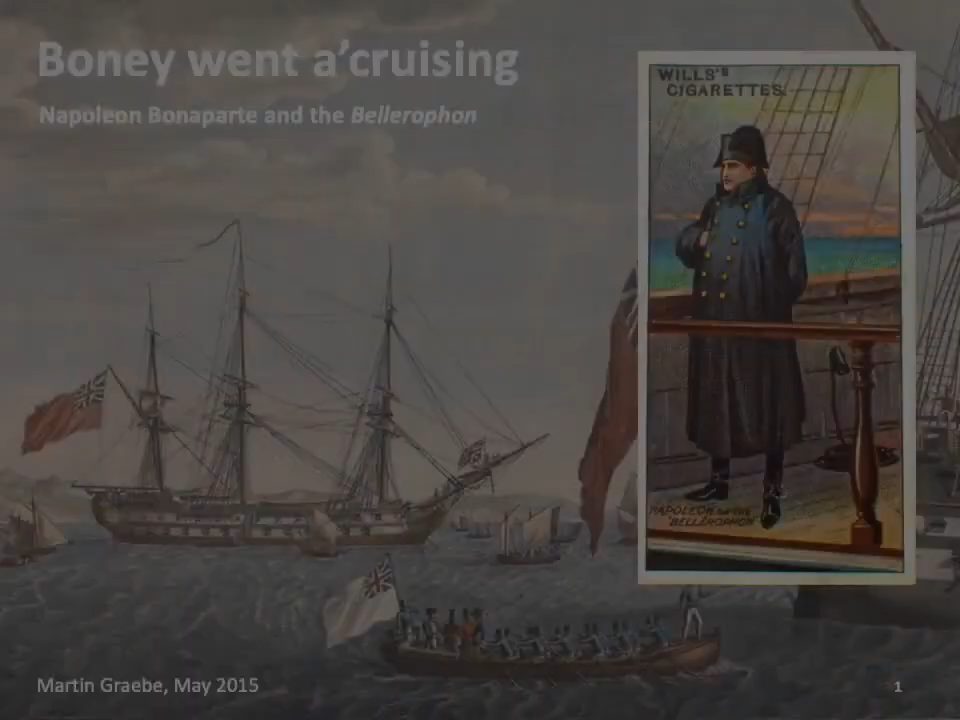 Boney went a'cruising
Napoleon Bonaparte and the Bellerophon
WILLS'S
CIGARETTES.
NAPOLEON ON THE
"BELLEROPHON"
Martin Graebe, May 2015
1